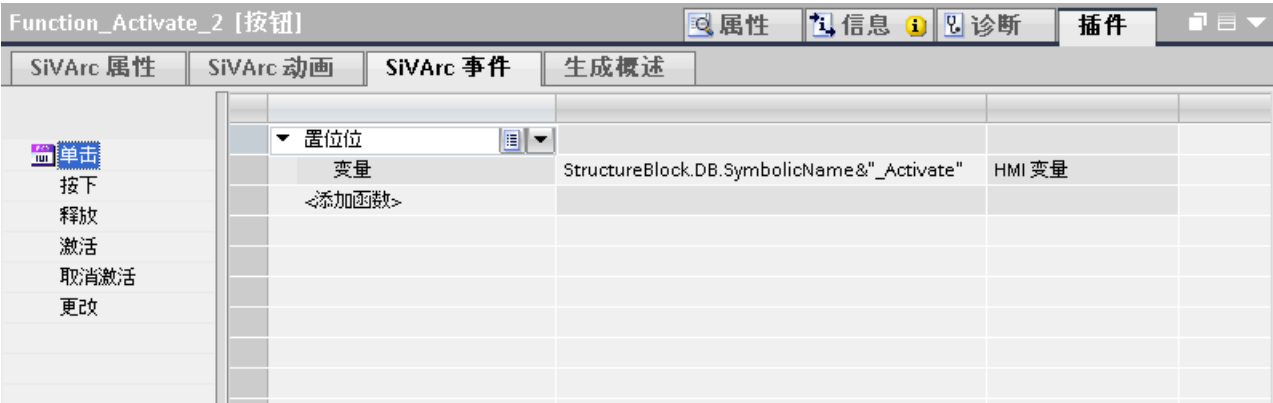 Function_Activate_2 [按钮] 属性 信息 诊断 插件
SiVArc 属性 SiVArc 动画 SiVArc 事件 生成概述
置位位
单击
变量 StructureBlock.DB.SymbolicName&"_Activate" HMI 变量
按下
<添加函数>
释放
激活
取消激活
更改